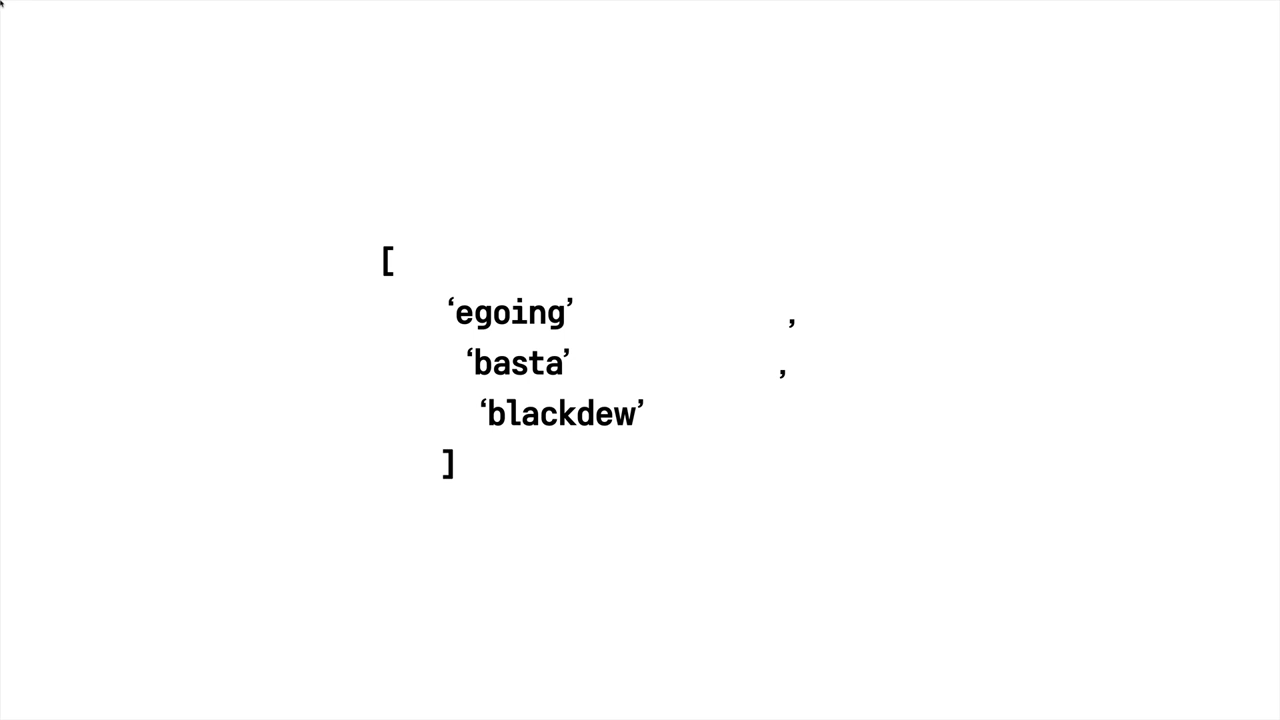 [
‘egoing’ ,
‘basta’ ,
‘blackdew’
]